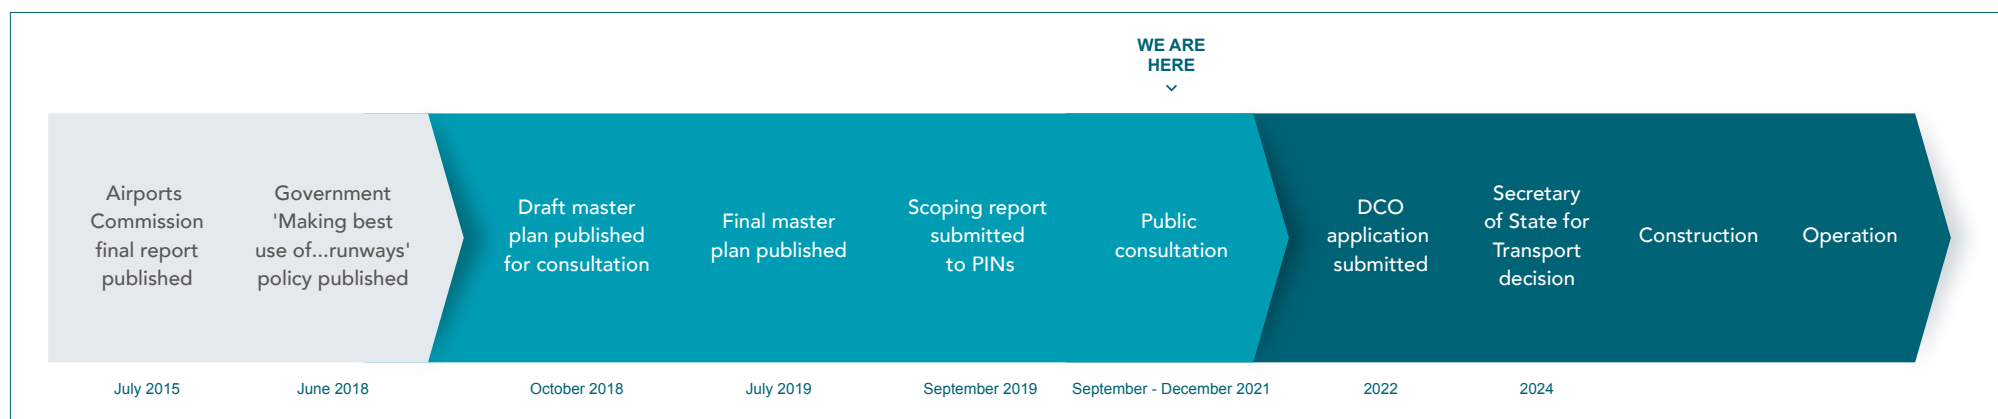 WE ARE
HERE
Airports
Commission
final report
published
Government
'Making best
use of...runways'
policy published
Draft master
plan published
for consultation
Final master
plan published
Scoping report
submitted
to PINs
Public
consultation
DCO
application
submitted
Secretary
of State for
Transport
decision
Construction
Operation
July 2015
June 2018
October 2018
July 2019
September 2019
September - December 2021
2022
2024